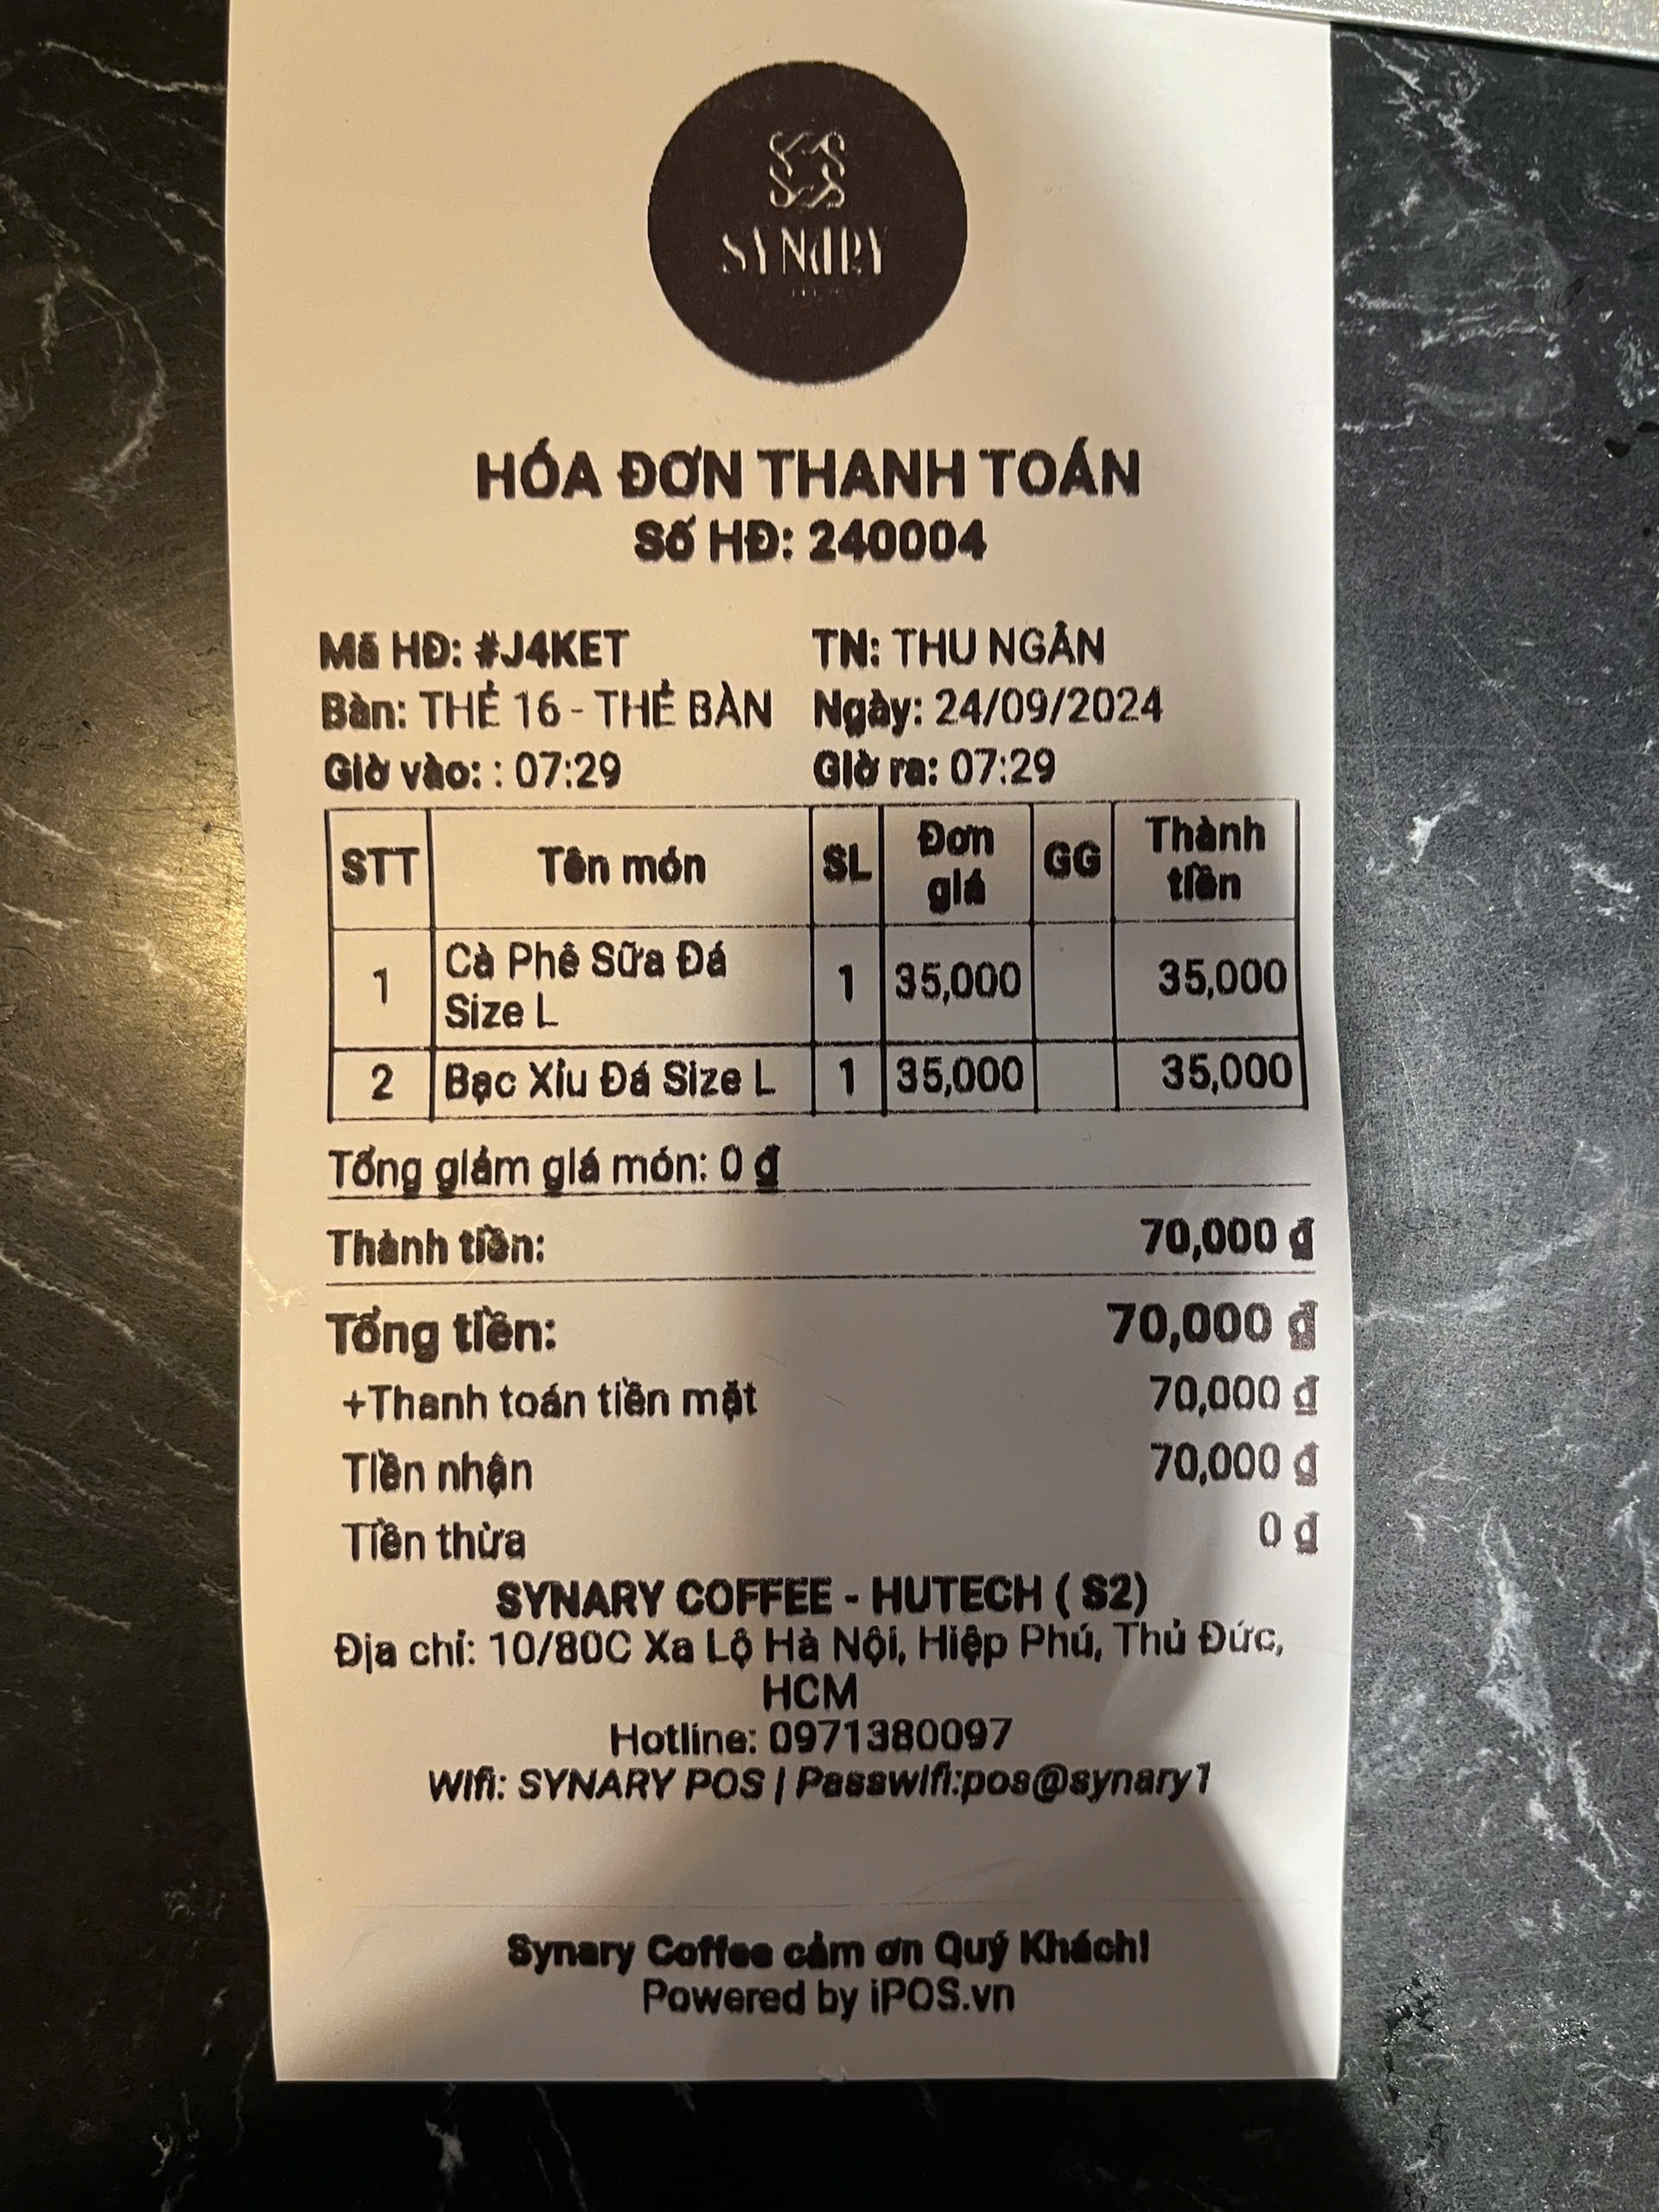 SYNARY
HÓA ĐƠN THANH TOÁN
Số HĐ: 240004
Mã HĐ: #J4KET TN: THU NGÂN
Bàn: THẺ 16 - THẺ BÀN Ngày: 24/09/2024
Giờ vào: : 07:29 Giờ ra: 07:29
STT Tên món SL Đơn giá GG Thành tiền
1 Cà Phê Sữa Đá Size L 1 35,000 35,000
2 Bạc Xỉu Đá Size L 1 35,000 35,000
Tổng giảm giá món: 0 đ
Thành tiền: 70,000 đ
Tổng tiền: 70,000 đ
+Thanh toán tiền mặt 70,000 đ
Tiền nhận 70,000 đ
Tiền thừa 0 đ
SYNARY COFFEE - HUTECH ( S2)
Địa chỉ: 10/80C Xa Lộ Hà Nội, Hiệp Phú, Thủ Đức,
HCM
Hotline: 0971380097
Wifi: SYNARY POS | Passwifi:pos@synary1
Synary Coffee cảm ơn Quý Khách!
Powered by iPOS.vn